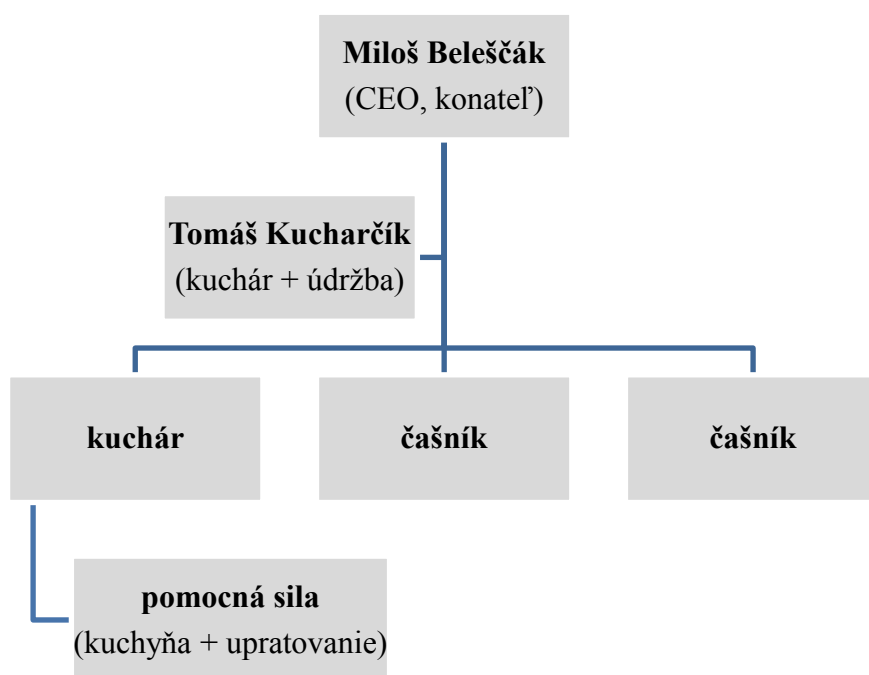 Miloš Beleščák
(CEO, konateľ)
Tomáš Kucharčík
(kuchár + údržba)
kuchár
čašník
čašník
pomocná sila
(kuchyňa + upratovanie)